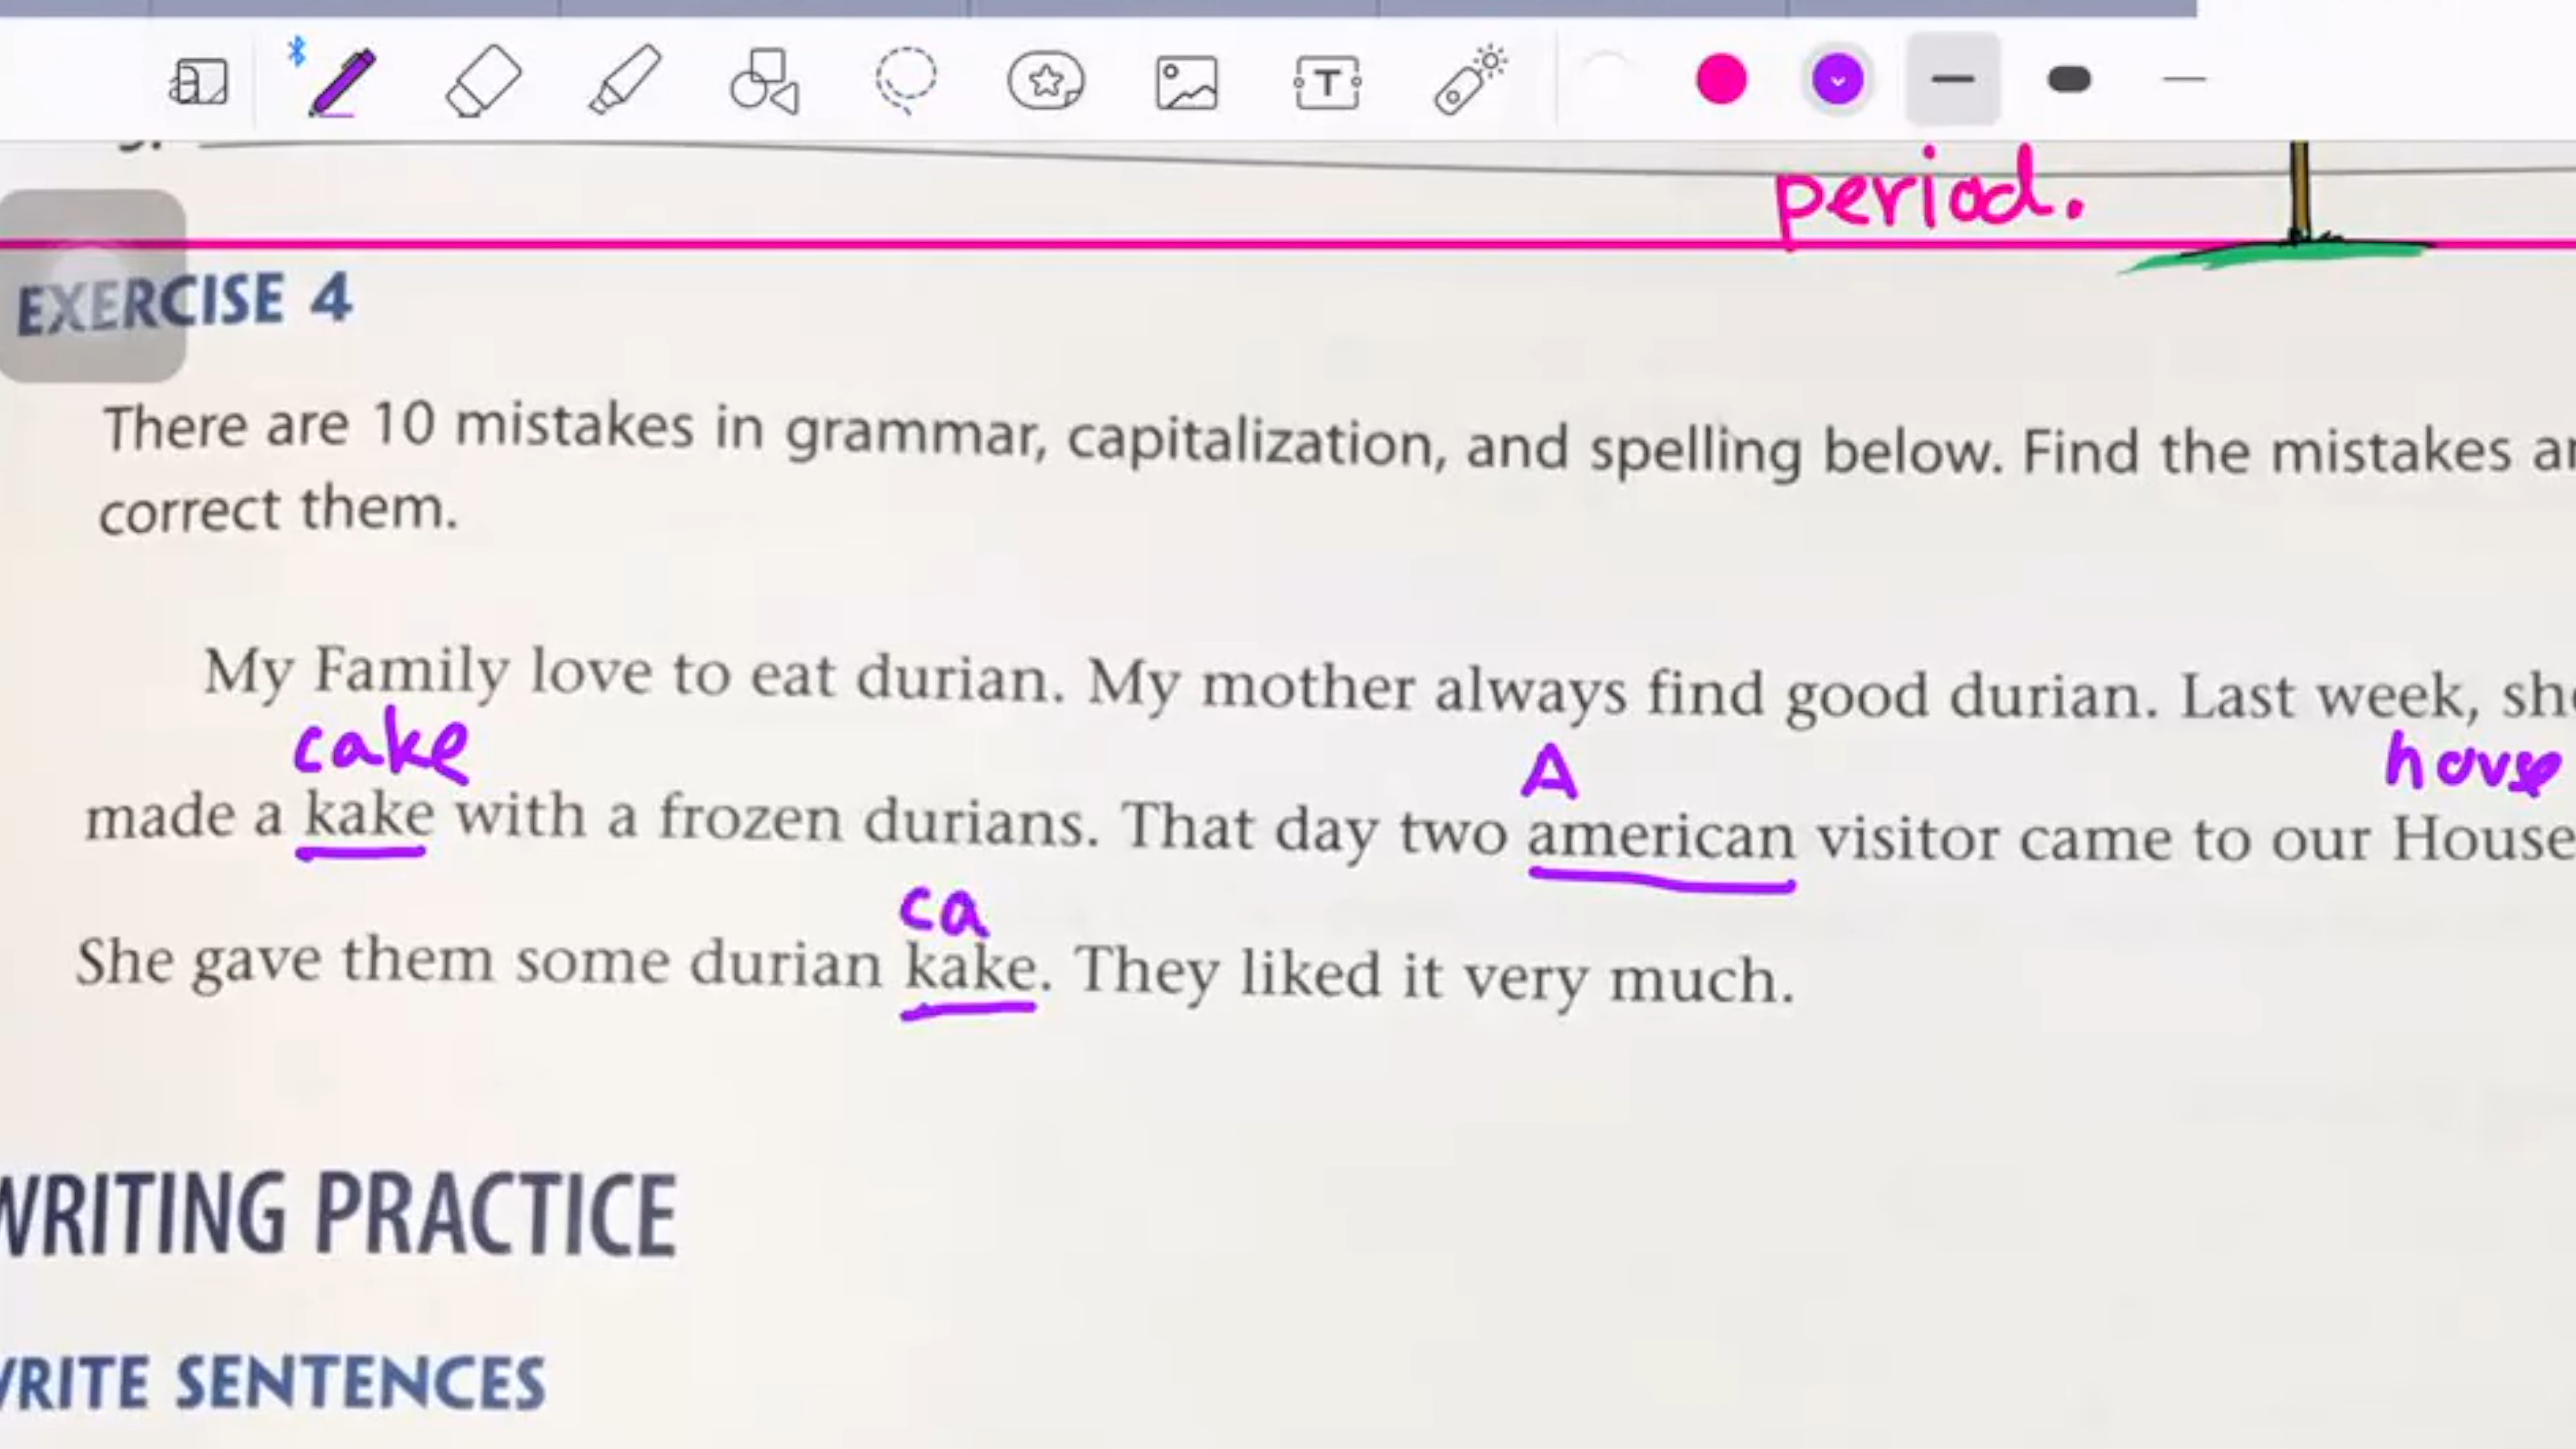 period.
EXERCISE 4
There are 10 mistakes in grammar, capitalization, and spelling below. Find the mistakes
correct them.
My Family love to eat durian. My mother always find good durian. Last week,
cake A house
made a kake with a frozen durians. That day two american visitor came to our House
ca
She gave them some durian kake. They liked it very much.
WRITING PRACTICE
WRITE SENTENCES